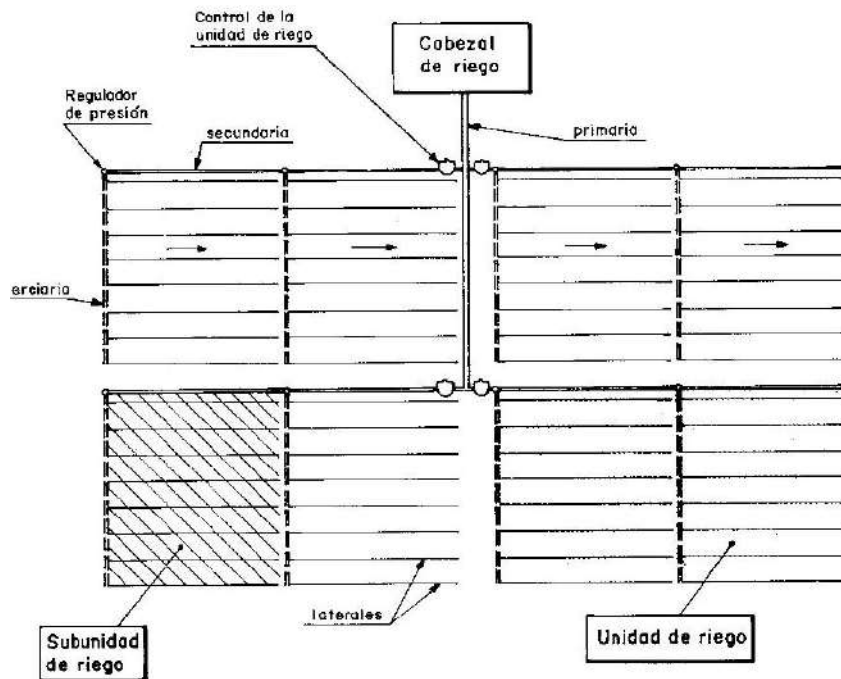 Control de la
unidad de riego
Cabezal
de riego
Regulador
de presión
secundaria
primaria
erciaria
laterales
Subunidad
de riego
Unidad de riego